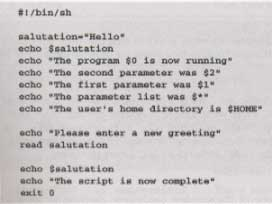 #!/bin/sh
salutation="Hello"
echo $salutation
echo "The program $0 is now running"
echo "The second parameter was $2"
echo "The first parameter was $1"
echo "The parameter list was $*"
echo "The user's home directory is $HOME"
echo "Please enter a new greeting"
read salutation
echo $salutation
echo "The script is now complete"
exit 0